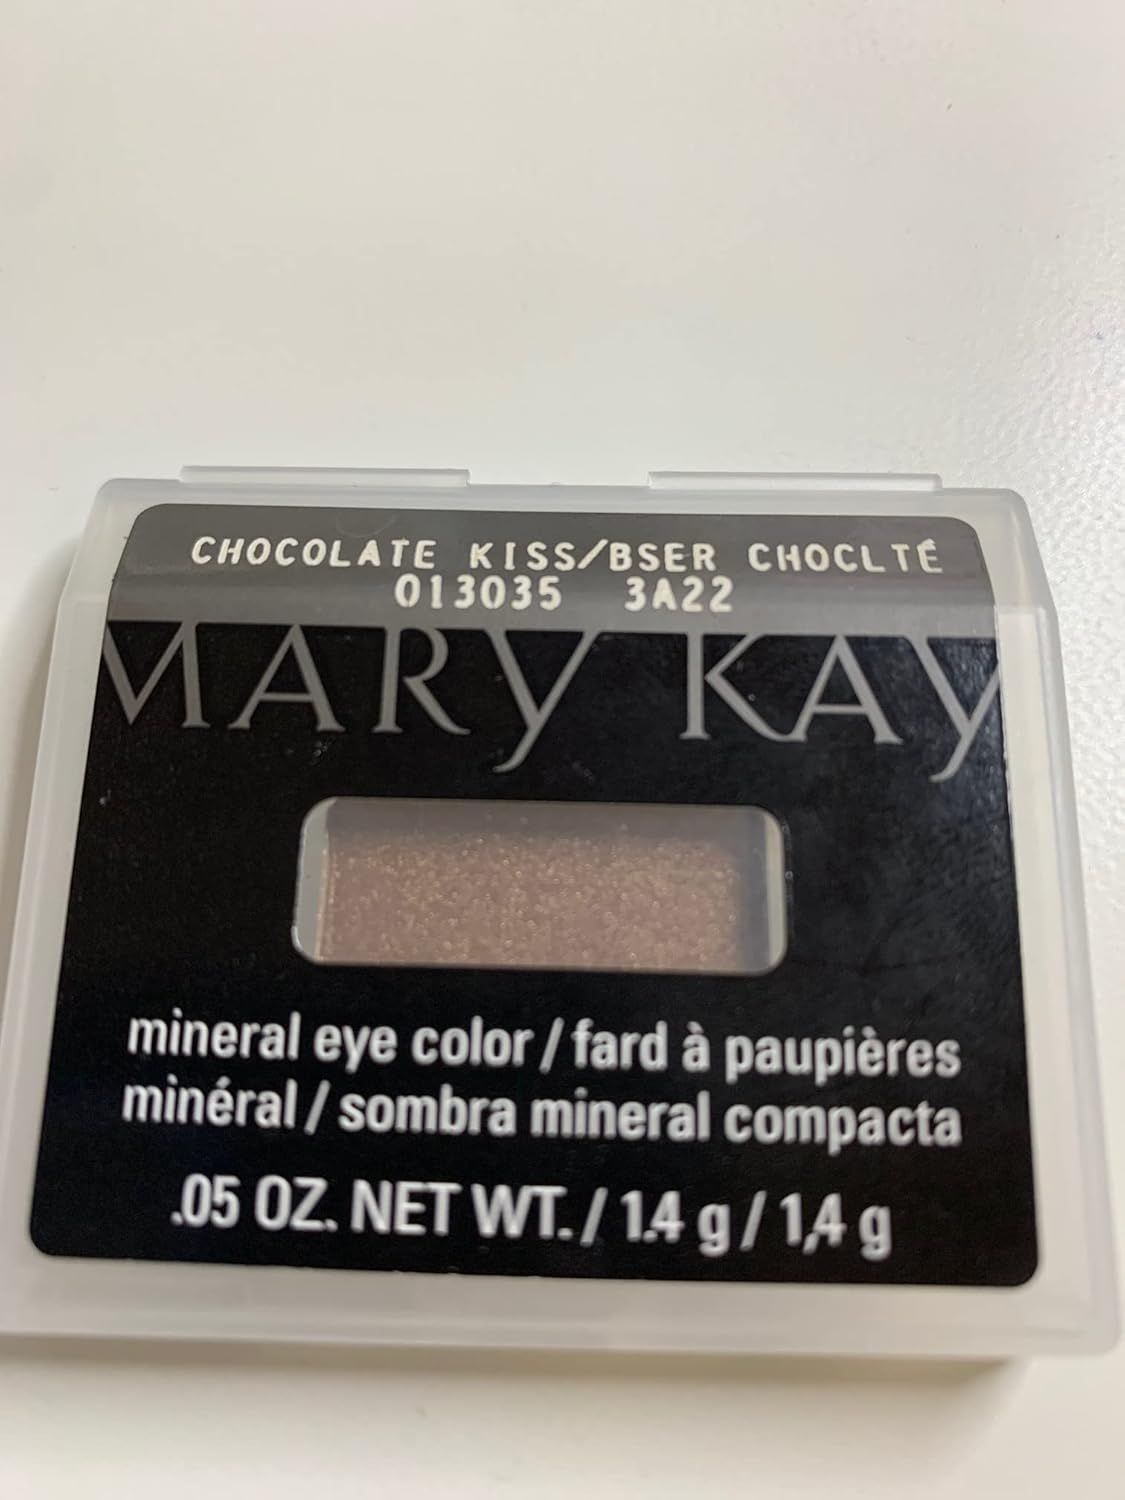 CHOCOLATE KISS/BSER CHOCLTÉ
013035 3A22
MARY KAY
mineral eye color / fard à paupières
minéral / sombra mineral compacta
.05 OZ. NET WT. / 1.4 g / 1,4 g